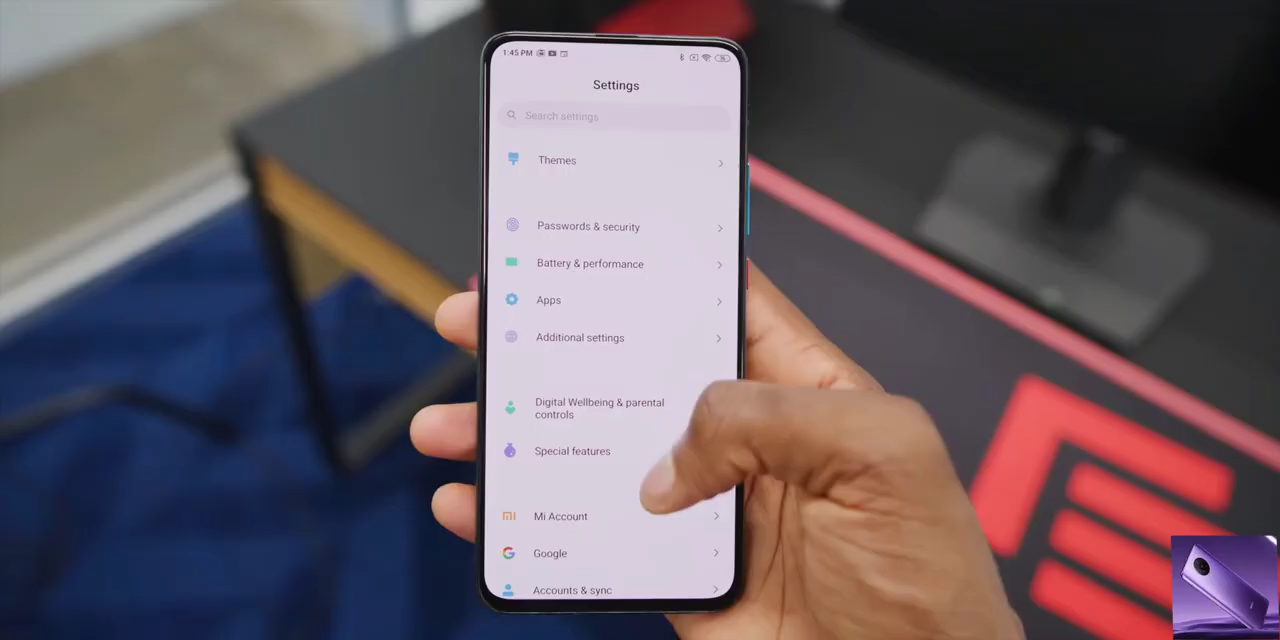 1:45 PM
Settings
Search settings
Themes
Passwords & security
Battery & performance
Apps
Additional settings
Digital Wellbeing & parental
controls
Special features
Mi Account
Google
Accounts & sync